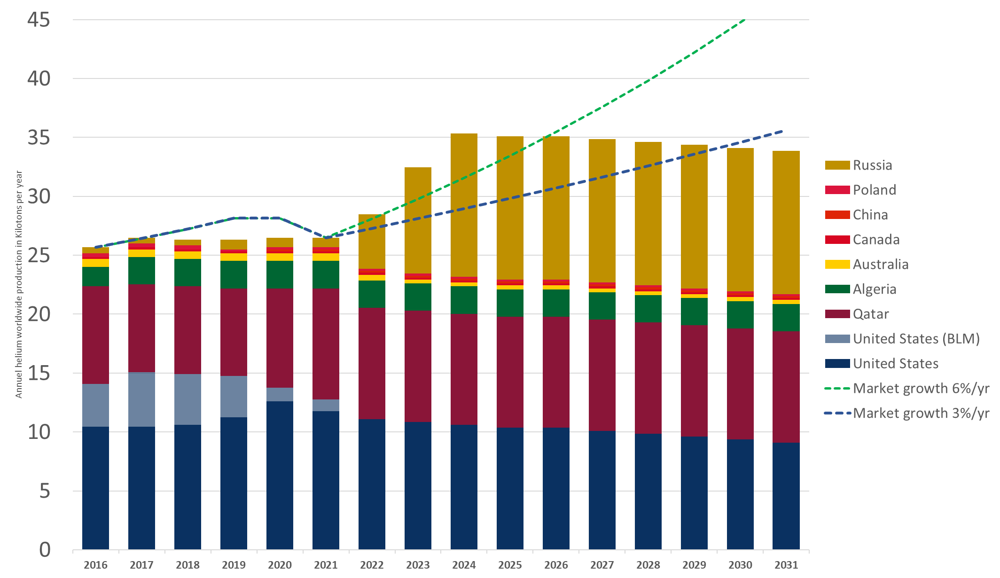 45
40
35
30
25
20
15
10
5
0
Annuel helium worldwide production in Kilotons per year
2016 2017 2018 2019 2020 2021 2022 2023 2024 2025 2026 2027 2028 2029 2030 2031
Russia
Poland
China
Canada
Australia
Algeria
Qatar
United States (BLM)
United States
Market growth 6%/yr
Market growth 3%/yr